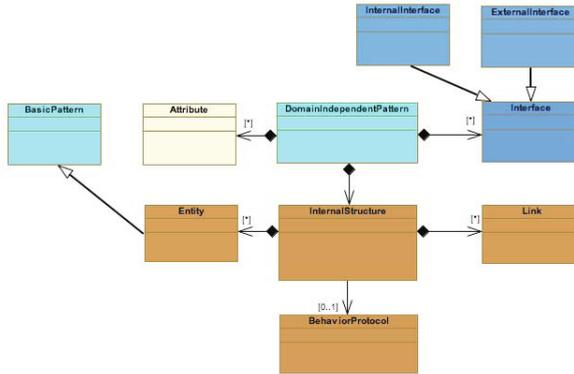 InternalInterface
ExternalInterface
BasicPattern
Attribute
DomainIndependentPattern
Interface
[*]
[*]
Entity
InternalStructure
Link
[*]
[*]
[0..1]
BehaviorProtocol